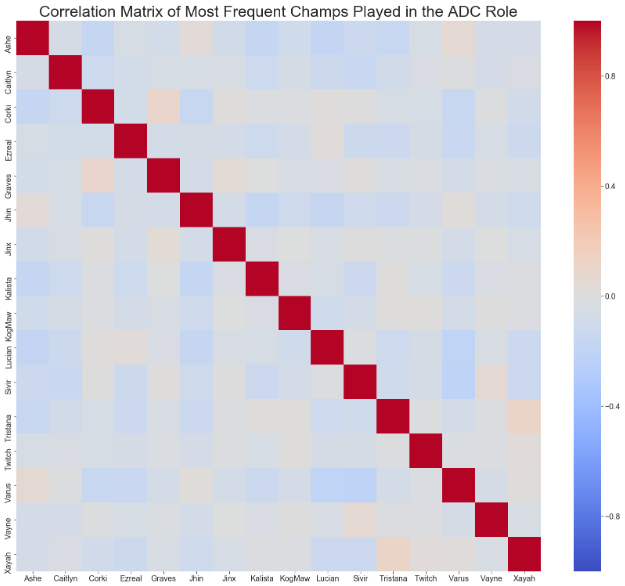 Correlation Matrix of Most Frequent Champs Played in the ADC Role
Ashe
Caitlyn
Corki
Ezreal
Graves
Jhin
Jinx
Kalista
KogMaw
Lucian
Sivir
Tristana
Twitch
Varus
Vayne
Xayah
Ashe Caitlyn Corki Ezreal Graves Jhin Jinx Kalista KogMaw Lucian Sivir Tristana Twitch Varus Vayne Xayah
0.8
0.4
0.0
−0.4
−0.8